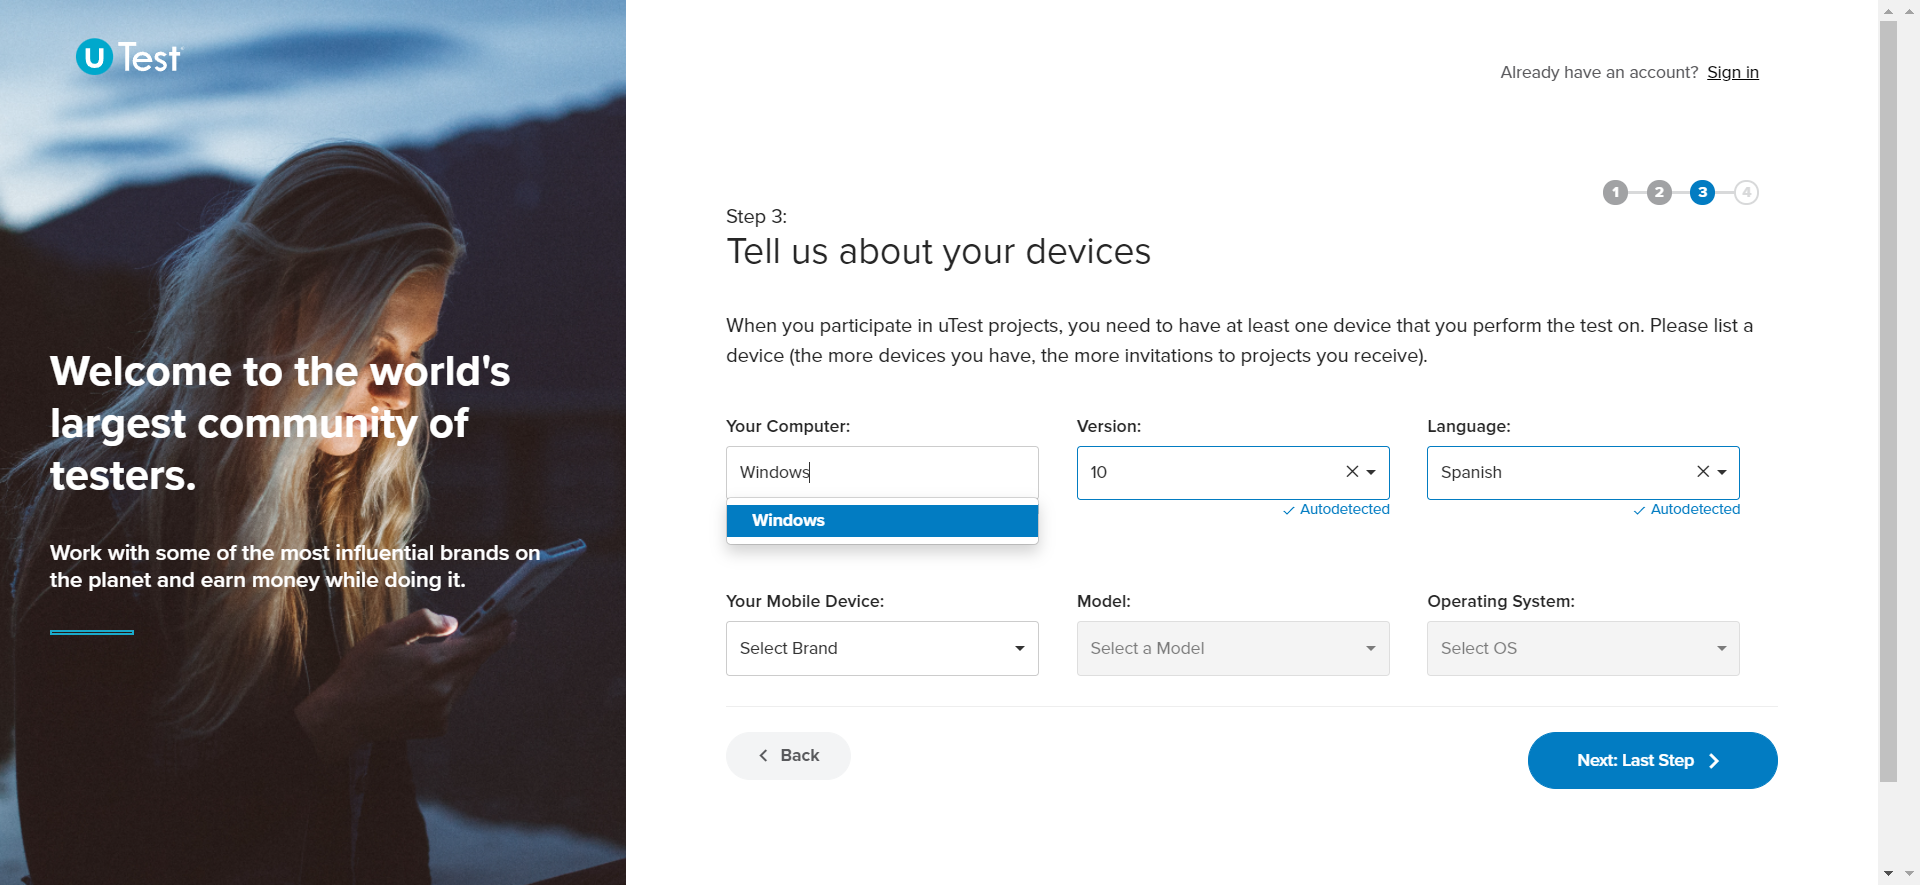 U Test
Already have an account? Sign in
1 2 3 4
Step 3:
Tell us about your devices
When you participate in uTest projects, you need to have at least one device that you perform the test on. Please list a
device (the more devices you have, the more invitations to projects you receive).
Welcome to the world's
largest community of
testers.
Work with some of the most influential brands on
the planet and earn money while doing it.
Your Computer: Version: Language:
Windows 10 Spanish
Autodetected Autodetected
Windows
Your Mobile Device: Model: Operating System:
Select Brand Select a Model Select OS
Back Next: Last Step